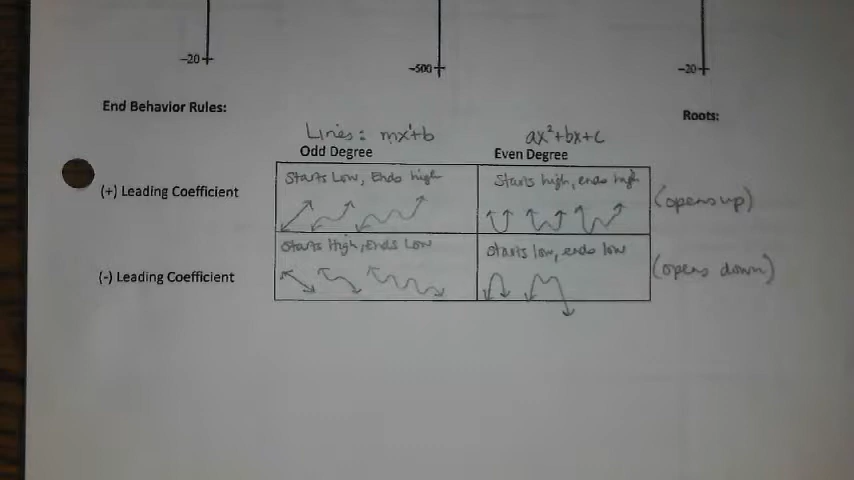 -20
-500
-20
End Behavior Rules:
Roots:
Lines: mx¹+b
ax²+bx+c
Odd Degree
Even Degree
(+) Leading Coefficient
Starts Low, Ends high
Starts high, ends high
(opens up)
(-) Leading Coefficient
Starts High, Ends Low
starts low, ends low
(opens down)